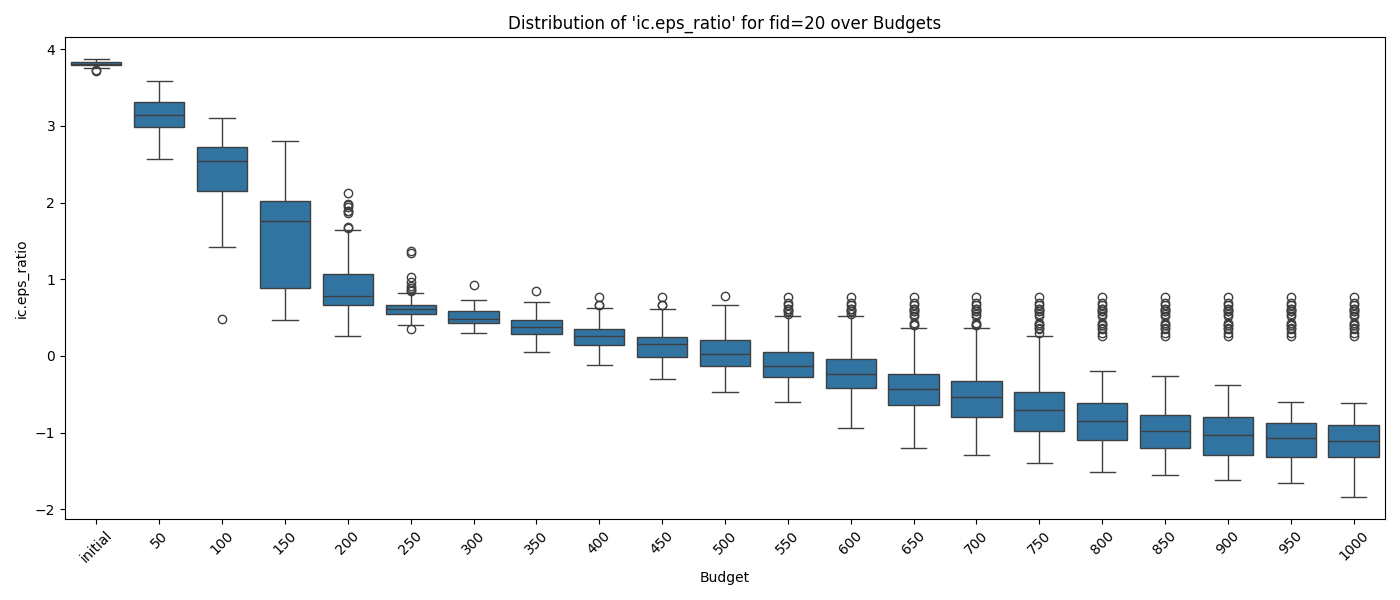 Distribution of 'ic.eps_ratio' for fid=20 over Budgets
4
3
2
1
0
−1
−2
ic.eps_ratio
initial 50 100 150 200 250 300 350 400 450 500 550 600 650 700 750 800 850 900 950 1000
Budget